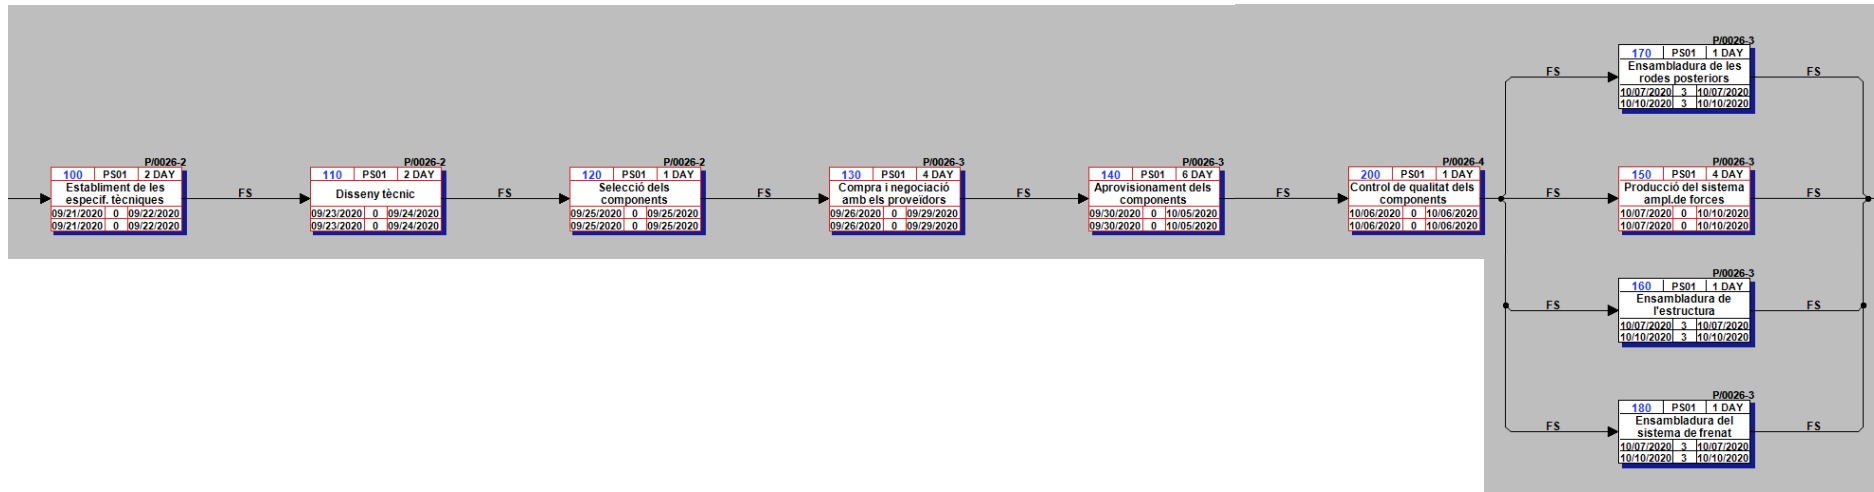 P/0026-2
100 PS01 2 DAY
Establiment de les
especif. tècniques
09/21/2020 0 09/22/2020
09/21/2020 0 09/22/2020
FS
P/0026-2
110 PS01 2 DAY
Disseny tècnic
09/23/2020 0 09/24/2020
09/23/2020 0 09/24/2020
FS
P/0026-2
120 PS01 1 DAY
Selecció dels
components
09/25/2020 0 09/25/2020
09/25/2020 0 09/25/2020
FS
P/0026-3
130 PS01 4 DAY
Compra i negociació
amb els proveïdors
09/26/2020 0 09/29/2020
09/26/2020 0 09/29/2020
FS
P/0026-3
140 PS01 6 DAY
Aprovisionament dels
components
09/30/2020 0 10/05/2020
09/30/2020 0 10/05/2020
FS
P/0026-4
200 PS01 1 DAY
Control de qualitat dels
components
10/06/2020 0 10/06/2020
10/06/2020 0 10/06/2020
FS
P/0026-3
170 PS01 1 DAY
Ensambladura de les
rodes posteriors
10/07/2020 3 10/07/2020
10/10/2020 3 10/10/2020
FS
FS
P/0026-3
150 PS01 4 DAY
Producció del sistema
ampl.de forces
10/07/2020 0 10/10/2020
10/07/2020 0 10/10/2020
FS
FS
P/0026-3
160 PS01 1 DAY
Ensambladura de
l'estructura
10/07/2020 3 10/07/2020
10/10/2020 3 10/10/2020
FS
FS
P/0026-3
180 PS01 1 DAY
Ensambladura del
sistema de frenat
10/07/2020 3 10/07/2020
10/10/2020 3 10/10/2020
FS